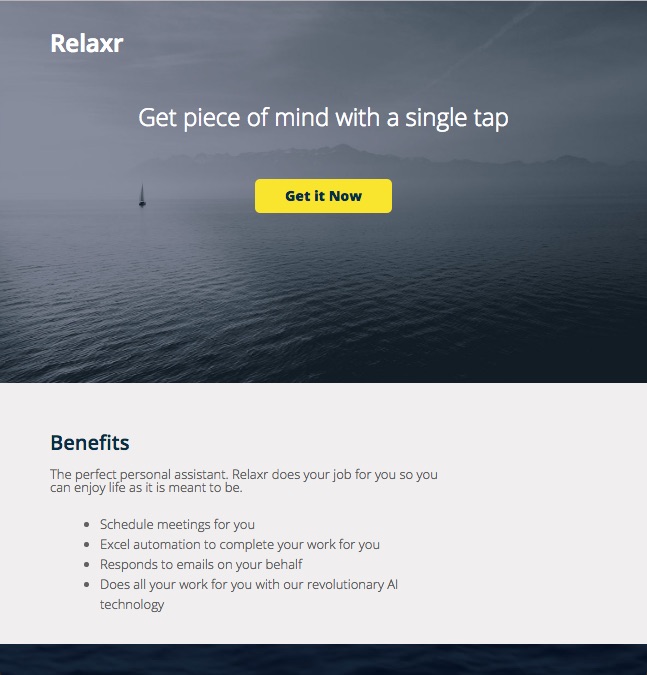 Relaxr
Get piece of mind with a single tap
Get it Now
Benefits
The perfect personal assistant. Relaxr does your job for you so you
can enjoy life as it is meant to be.
Schedule meetings for you
Excel automation to complete your work for you
Responds to emails on your behalf
Does all your work for you with our revolutionary AI
technology